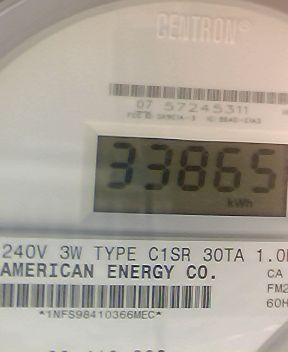 CENTRON®
07 57245311
33865
kWh
240V 3W TYPE C1SR 30TA 1.0
AMERICAN ENERGY CO.
CA
FM2
60H
*1NFS98410366MEC*